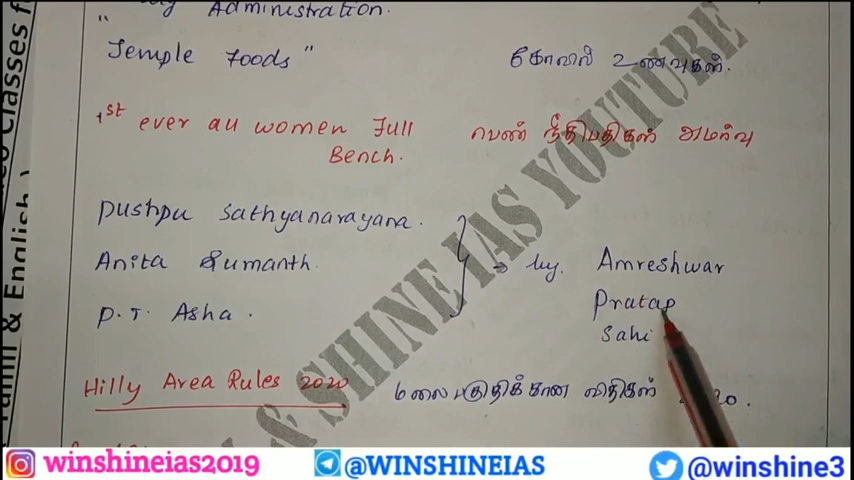 Administration.
"Temple Foods" கோவில் உணவுகள்.
1st ever all women Full Bench. பெண் நீதிபதிகள் அமர்வு
Pushpa Sathyanarayana.
Anita Sumanth. → by. Amreshwar
Pratap
P. T. Asha. Sahi
Hilly Area Rules 2020 மலை பகுதிக்கான விதிகள்
& SHINE IAS YOUTUBE
Tamil & English )
Classes f
winshineias2019 @WINSHINEIAS @winshine3